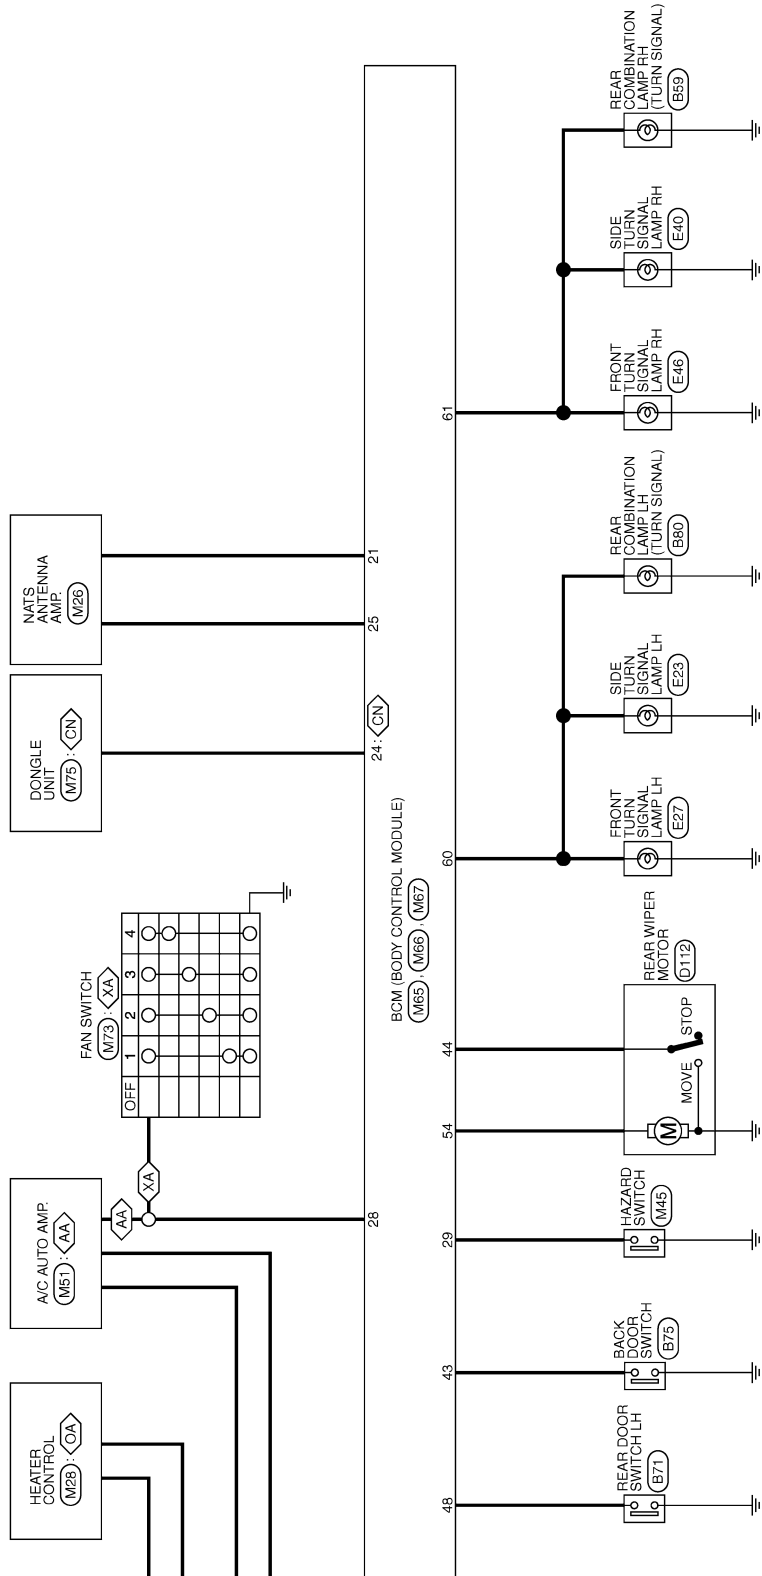 HEATER
CONTROL
M28 : OA
A/C AUTO AMP.
M51 : AA
AA
XA
FAN SWITCH
M73 : XA
OFF 1 2 3 4
DONGLE
UNIT
M75 : CN
NATS
ANTENNA
AMP.
M26
28
24 : CN
25
21
BCM (BODY CONTROL MODULE)
M65 , M66 , M67
48
43
29
54
44
60
61
REAR DOOR
SWITCH LH
B71
BACK
DOOR
SWITCH
B75
HAZARD
SWITCH
M45
REAR WIPER
MOTOR
D112
M
MOVE
STOP
FRONT
TURN
SIGNAL
LAMP LH
E27
SIDE
TURN
SIGNAL
LAMP LH
E23
REAR
COMBINATION
LAMP LH
(TURN SIGNAL)
B80
FRONT
TURN
SIGNAL
LAMP RH
E46
SIDE
TURN
SIGNAL
LAMP RH
E40
REAR
COMBINATION
LAMP RH
(TURN SIGNAL)
B59